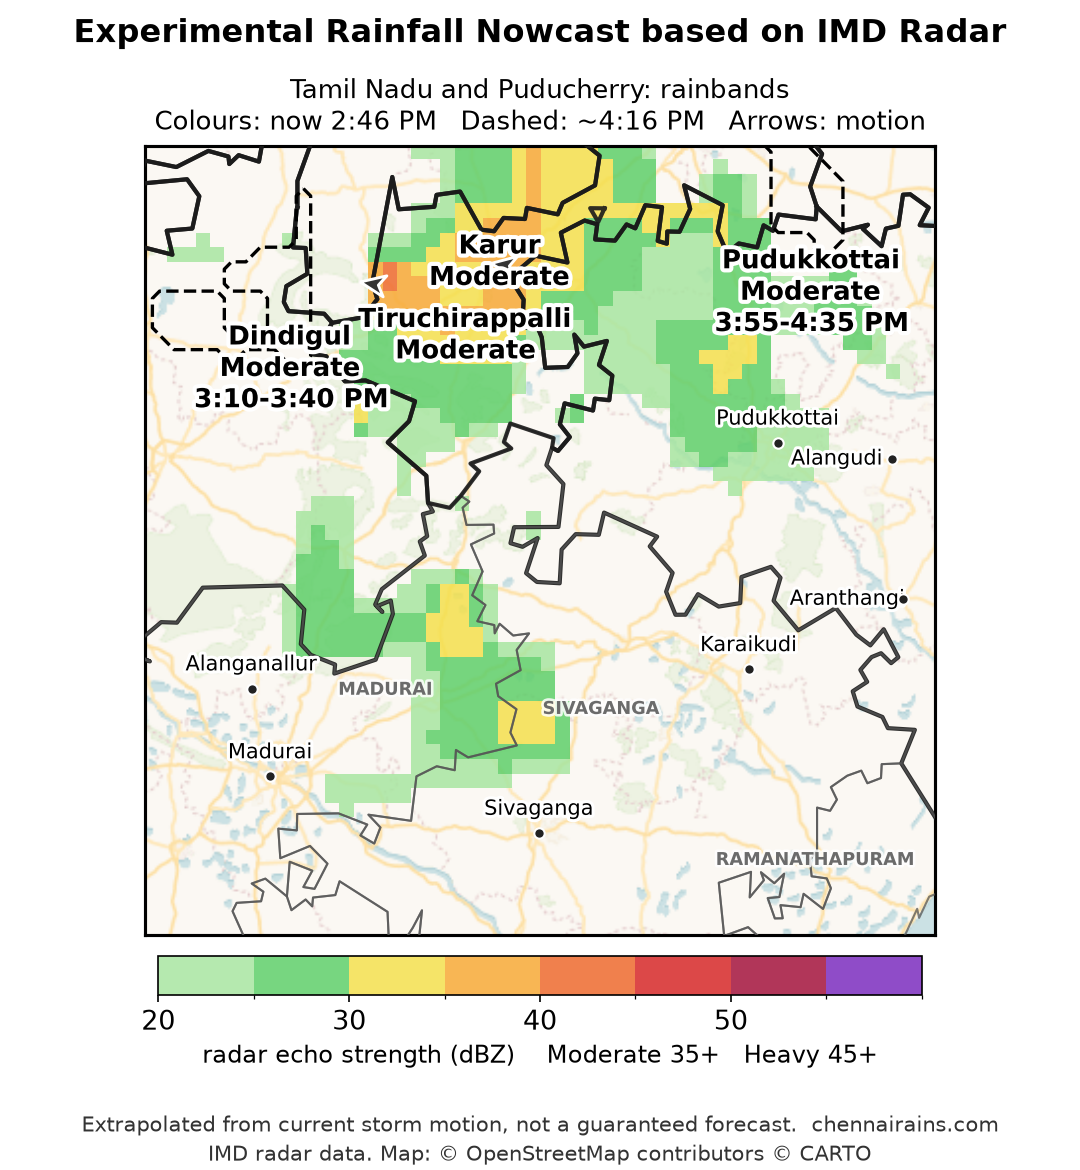 Experimental Rainfall Nowcast based on IMD Radar
Tamil Nadu and Puducherry: rainbands
Colours: now 2:46 PM   Dashed: ~4:16 PM   Arrows: motion
Karur
Moderate
Pudukkottai
Moderate
3:55-4:35 PM
Tiruchirappalli
Moderate
Dindigul
Moderate
3:10-3:40 PM
Pudukkottai
Alangudi
Aranthangi
Karaikudi
Alanganallur
MADURAI
SIVAGANGA
Madurai
Sivaganga
RAMANATHAPURAM
20 30 40 50
radar echo strength (dBZ)   Moderate 35+   Heavy 45+
Extrapolated from current storm motion, not a guaranteed forecast.  chennairains.com
IMD radar data. Map: © OpenStreetMap contributors © CARTO